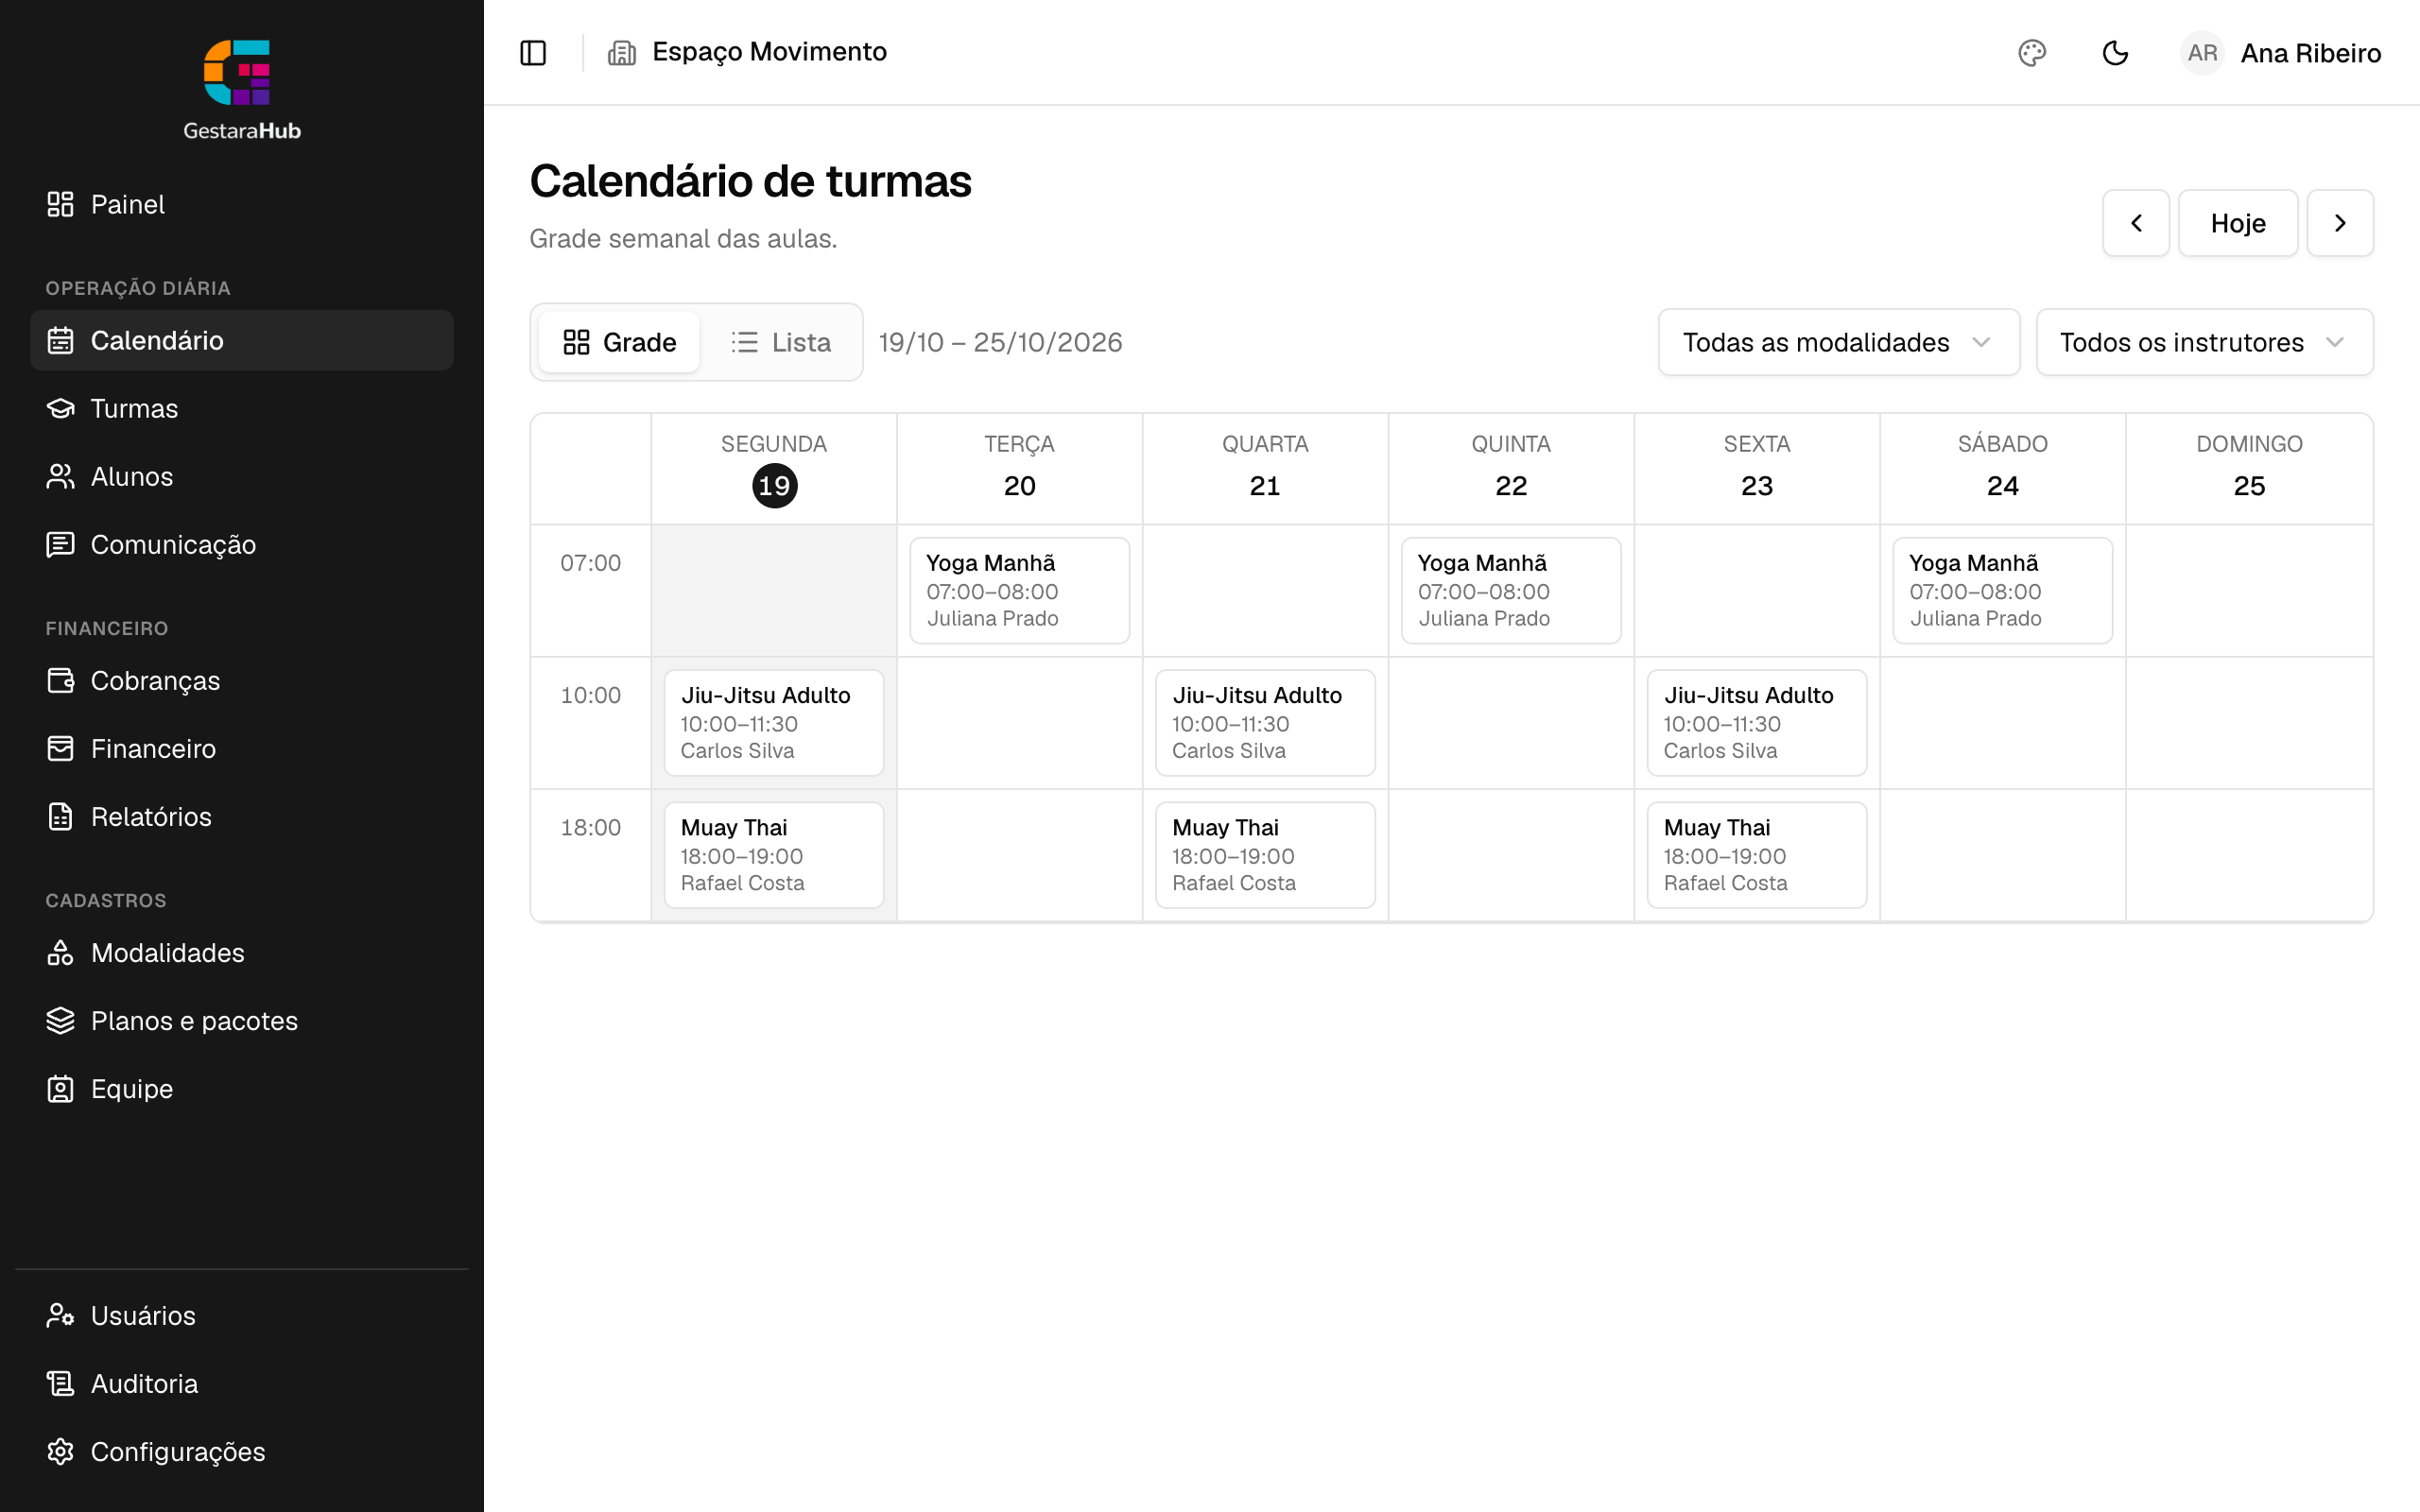 GestaraHub
Painel
OPERAÇÃO DIÁRIA
Calendário
Turmas
Alunos
Comunicação
FINANCEIRO
Cobranças
Financeiro
Relatórios
CADASTROS
Modalidades
Planos e pacotes
Equipe
Usuários
Auditoria
Configurações
Espaço Movimento
AR Ana Ribeiro
Calendário de turmas
Grade semanal das aulas.
Hoje
Grade Lista 19/10 – 25/10/2026 Todas as modalidades Todos os instrutores
SEGUNDA TERÇA QUARTA QUINTA SEXTA SÁBADO DOMINGO
19 20 21 22 23 24 25
07:00 Yoga Manhã Yoga Manhã Yoga Manhã
07:00–08:00 07:00–08:00 07:00–08:00
Juliana Prado Juliana Prado Juliana Prado
10:00 Jiu-Jitsu Adulto Jiu-Jitsu Adulto Jiu-Jitsu Adulto
10:00–11:30 10:00–11:30 10:00–11:30
Carlos Silva Carlos Silva Carlos Silva
18:00 Muay Thai Muay Thai Muay Thai
18:00–19:00 18:00–19:00 18:00–19:00
Rafael Costa Rafael Costa Rafael Costa